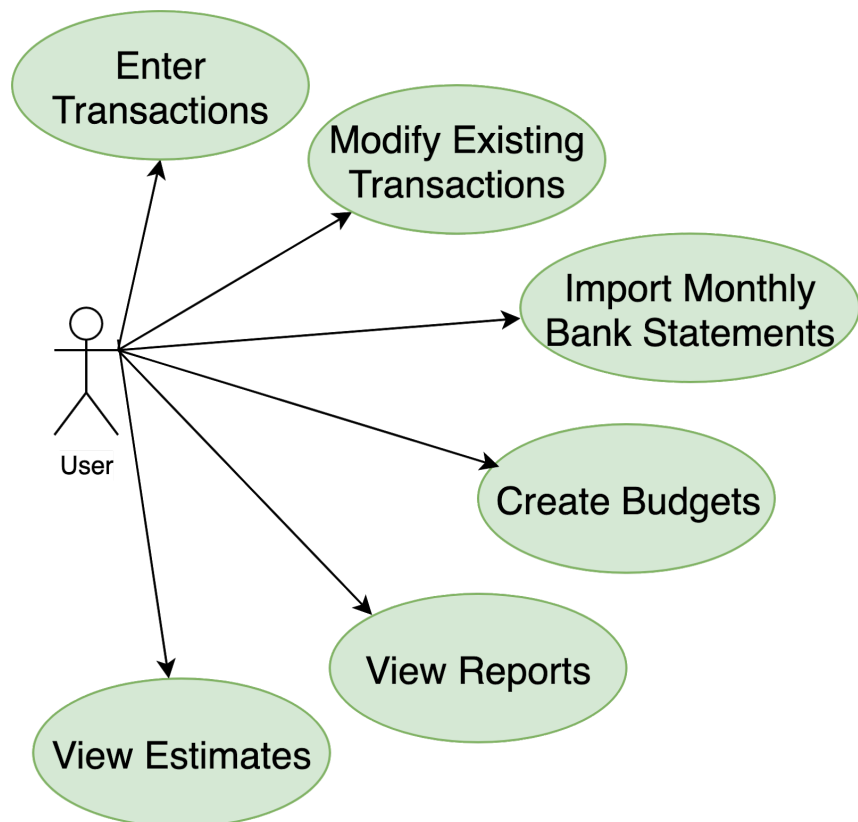 Enter
Transactions
Modify Existing
Transactions
Import Monthly
Bank Statements
User
Create Budgets
View Reports
View Estimates